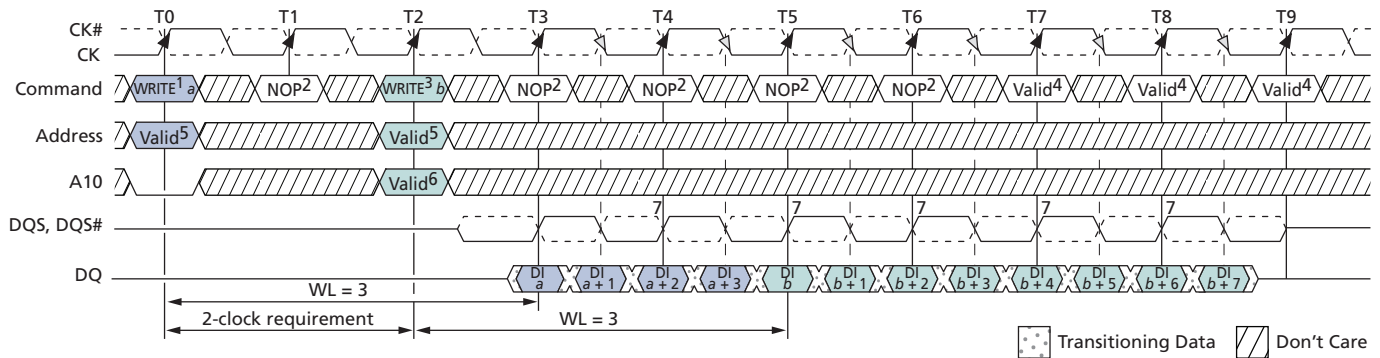 T0 T1 T2 T3 T4 T5 T6 T7 T8 T9
CK#
CK
Command WRITE1 a NOP2 WRITE3 b NOP2 NOP2 NOP2 NOP2 Valid4 Valid4 Valid4
Address Valid5 Valid5
A10 Valid6
7 7 7 7 7
DQS, DQS#
DQ DI a DI a + 1 DI a + 2 DI a + 3 DI b DI b + 1 DI b + 2 DI b + 3 DI b + 4 DI b + 5 DI b + 6 DI b + 7
WL = 3
2-clock requirement WL = 3
Transitioning Data Don't Care